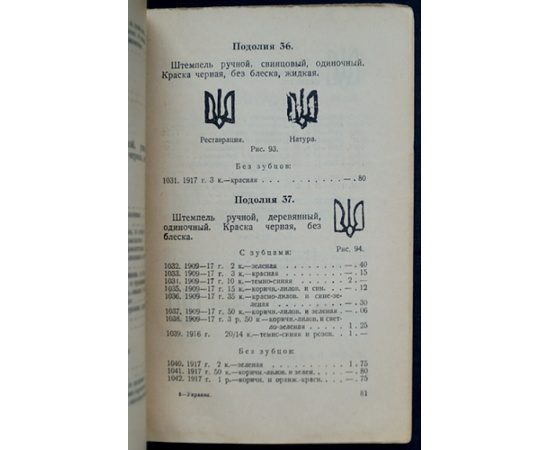 Подолия 36.
Штемпель ручной, свинцовый, одиночный.
Краска черная, без блеска, жидкая.
Реставрация. Натура.
Рис. 93.
Без зубцов:
1031. 1917 г. 3 к.—красная . . . . . . . . . —. 80
Подолия 37.
Штемпель ручной, деревянный,
одиночный. Краска черная, без
блеска.
Рис. 94.
С зубцами:
1032. 1909—17 г. 2 к.—зеленая . . . . . . . . —. 40
1033. 1909—17 г. 3 к.—красная . . . . . . . . —. 15
1034. 1909—17 г. 10 к.—темно-синяя . . . . . . 2 . —
1035. 1909—17 г. 15 к.—коричн.-лилов. и син. . . —. 12
1036. 1909—17 г. 35 к.—красно-лилов. и сине-зе-
леная . . . . . . . . —. 50
1037. 1909—17 г. 50 к.—коричн.-лилов. и зеленая . —. 06
1038. 1909—17 г. 3 р. 50 к.—коричн.-лилов. и свет-
ло-зеленая . . . . . . 1 . 25
1039. 1916 г. 20/14 к.—темно-синяя и розов. . 1 . —
Без зубцов:
1040. 1917 г. 2 к.—зеленая . . . . . . . . . 1 . 75
1041. 1917 г. 50 к.—коричн.-лилов. и зелен. . . . —. 80
1042. 1917 г. 1 р.—коричн. и оранж.-красн. . . . —. 75
6—Украина. 81